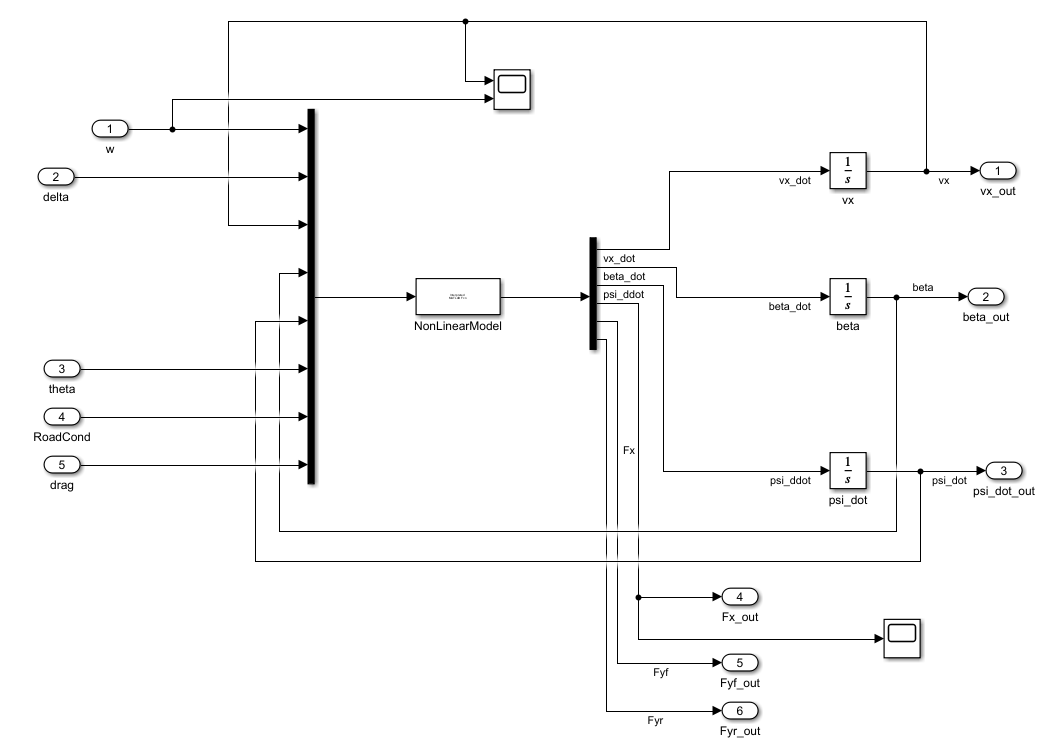 1
w
2
delta
3
theta
4
RoadCond
5
drag
NonLinearModel
vx_dot
beta_dot
psi_ddot
vx_dot
1
s
vx
vx
1
vx_out
beta_dot
1
s
beta
beta
2
beta_out
psi_ddot
1
s
psi_dot
psi_dot
3
psi_dot_out
Fx
4
Fx_out
Fyf
5
Fyf_out
Fyr
6
Fyr_out